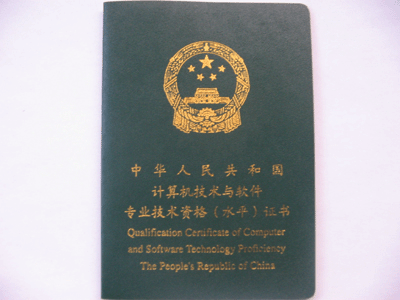 中华人民共和国
计算机技术与软件
专业技术资格（水平）证书
Qualification Certificate of Computer
and Software Technology Proficiency
The People's Republic of China